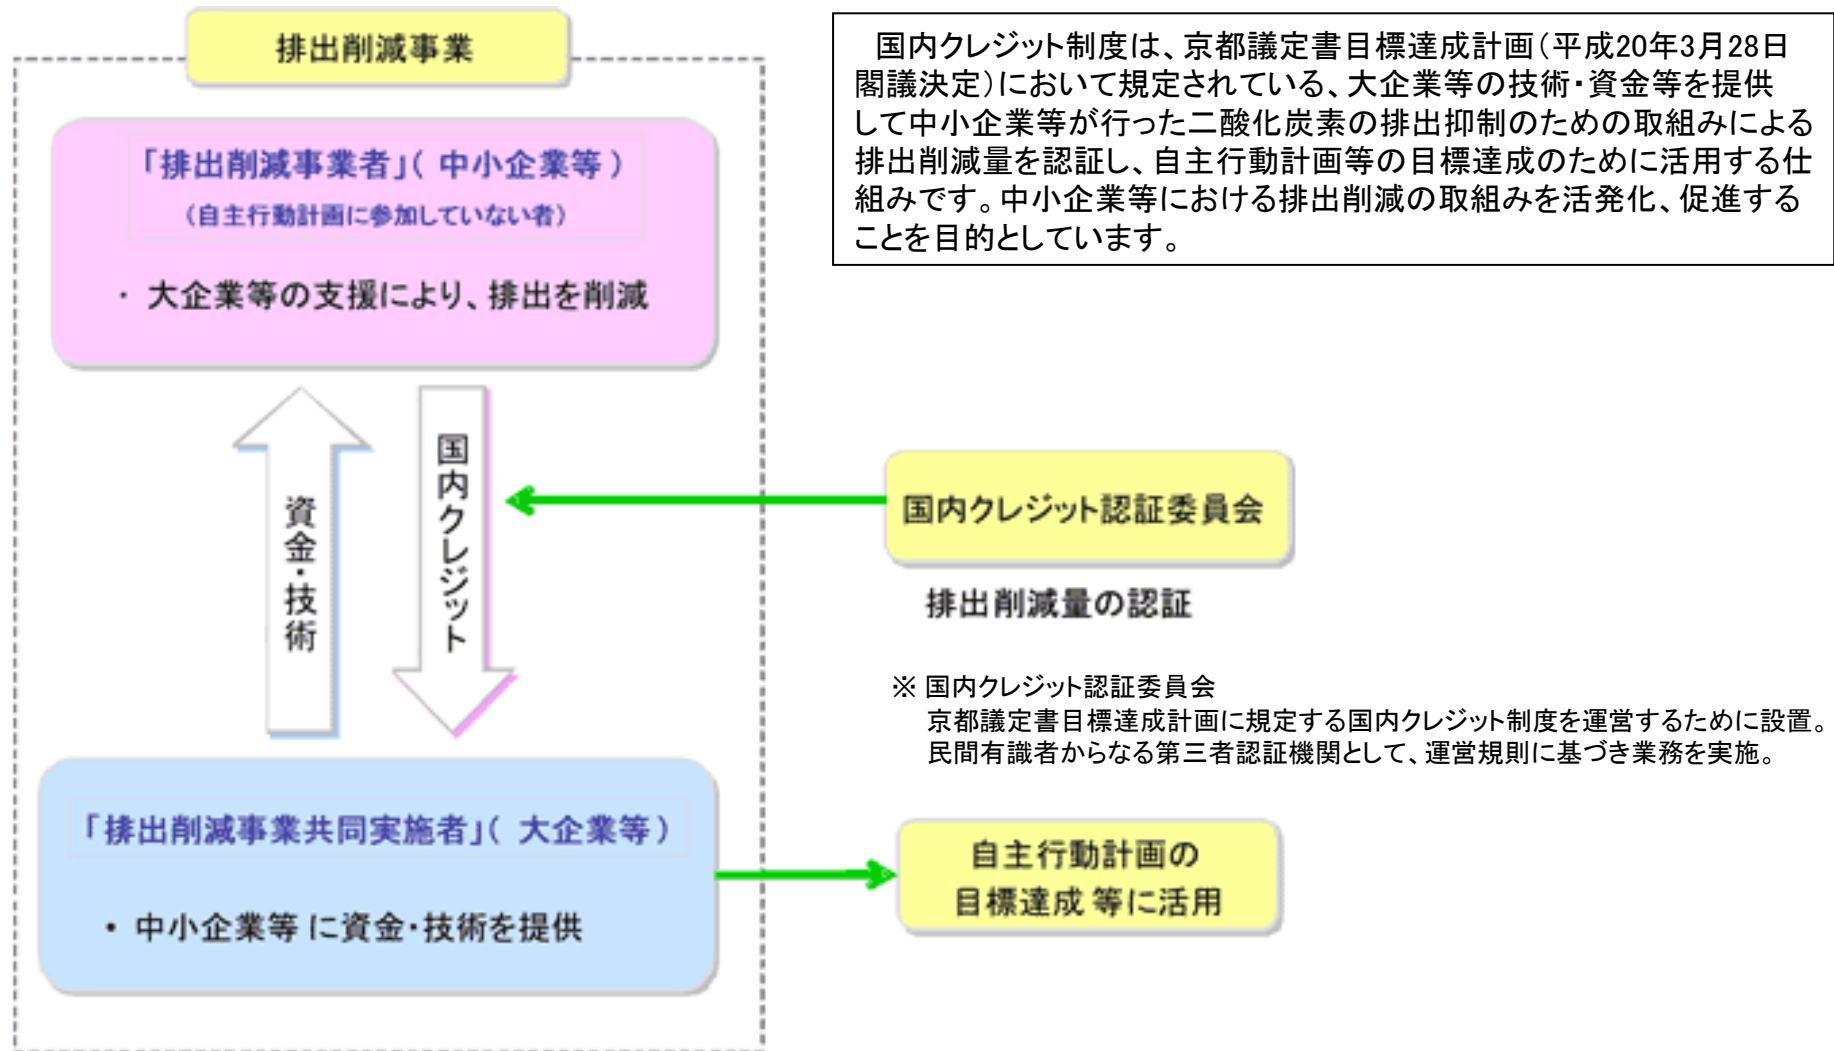 排出削減事業
「排出削減事業者」( 中小企業等 )
(自主行動計画に参加していない者)
・ 大企業等の支援により、排出を削減
資金・技術
国内クレジット
「排出削減事業共同実施者」( 大企業等 )
• 中小企業等 に資金・技術を提供
国内クレジット制度は、京都議定書目標達成計画(平成20年3月28日
閣議決定)において規定されている、大企業等の技術・資金等を提供
して中小企業等が行った二酸化炭素の排出抑制のための取組みによる
排出削減量を認証し、自主行動計画等の目標達成のために活用する仕
組みです。中小企業等における排出削減の取組みを活発化、促進する
ことを目的としています。
国内クレジット認証委員会
排出削減量の認証
※ 国内クレジット認証委員会
京都議定書目標達成計画に規定する国内クレジット制度を運営するために設置。
民間有識者からなる第三者認証機関として、運営規則に基づき業務を実施。
自主行動計画の
目標達成 等に活用